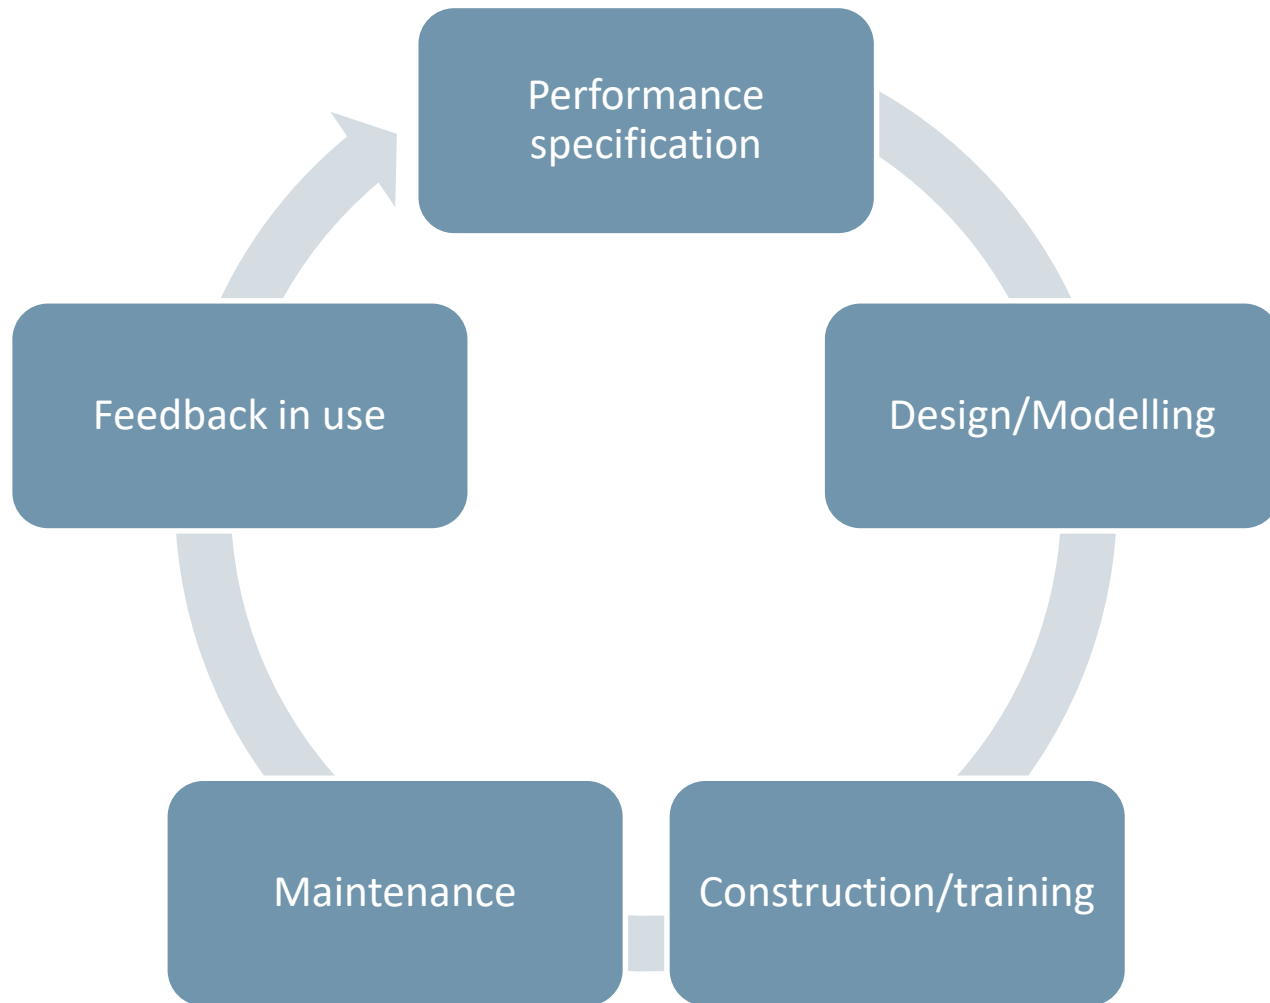 Performance
specification
Design/Modelling
Construction/training
Maintenance
Feedback in use